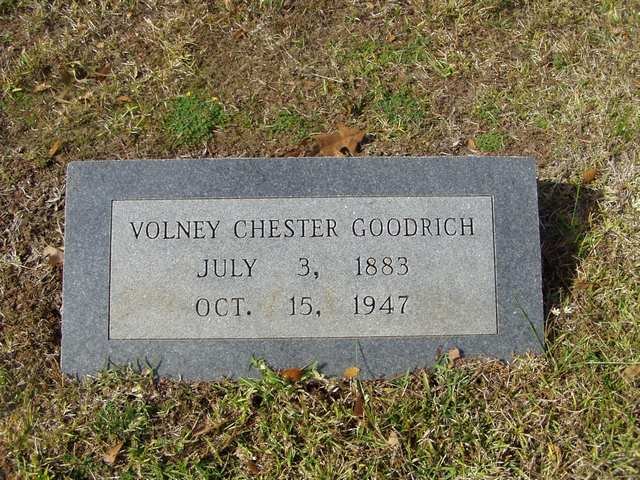 VOLNEY CHESTER GOODRICH
JULY 3, 1883
OCT. 15, 1947